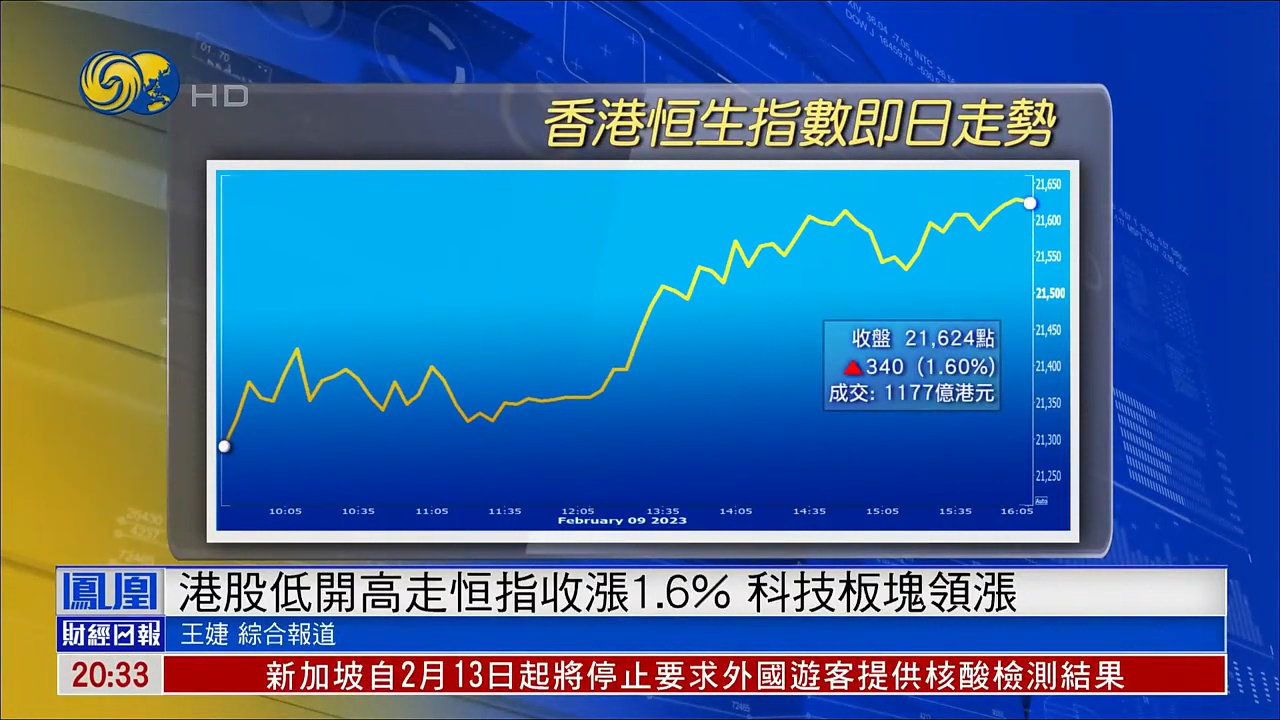 HD
香港恒生指數即日走勢
21,650
21,600
21,550
21,500
21,450
21,400
21,350
21,300
21,250
收盤 21,624點
▲340 (1.60%)
成交: 1177億港元
Auto
10:05 10:35 11:05 11:35 12:05 13:35 14:05 14:35 15:05 15:35 16:05
February 09 2023
鳳凰 港股低開高走恒指收漲1.6% 科技板塊領漲
財經日報 王婕 綜合報道
20:33 新加坡自2月13日起將停止要求外國遊客提供核酸檢測結果